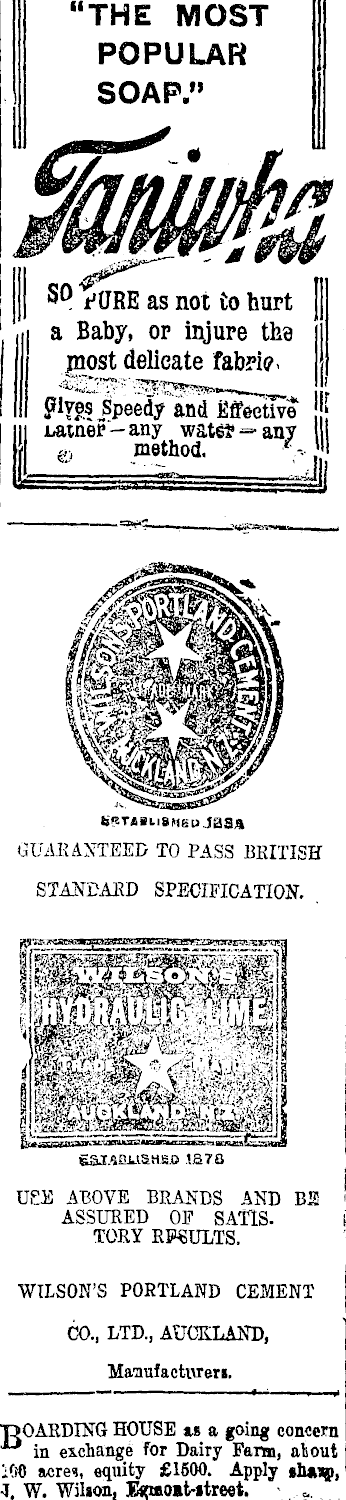 "THE MOST
POPULAR
SOAP."
Taniwha
SO PURE as not to hurt
a Baby, or injure the
most delicate fabric.
Gives Speedy and Effective
Lather—any water—any
method.
WILSON'S PORTLAND CEMENT
TRADE MARK
AUCKLAND, N.Z.
ESTABLISHED
GUARANTEED TO PASS BRITISH
STANDARD SPECIFICATION.
WILSON'S
HYDRAULIC LIME
TRADE MARK
AUCKLAND N.Z.
ESTABLISHED 1878
USE ABOVE BRANDS AND BE
ASSURED OF SATIS-
TORY RESULTS.
WILSON'S PORTLAND CEMENT
CO., LTD., AUCKLAND,
Manufacturers.
BOARDING HOUSE as a going concern
in exchange for Dairy Farm, about
acres, equity £1500. Apply sharp,
J. W. Wilson, Egmont-street.